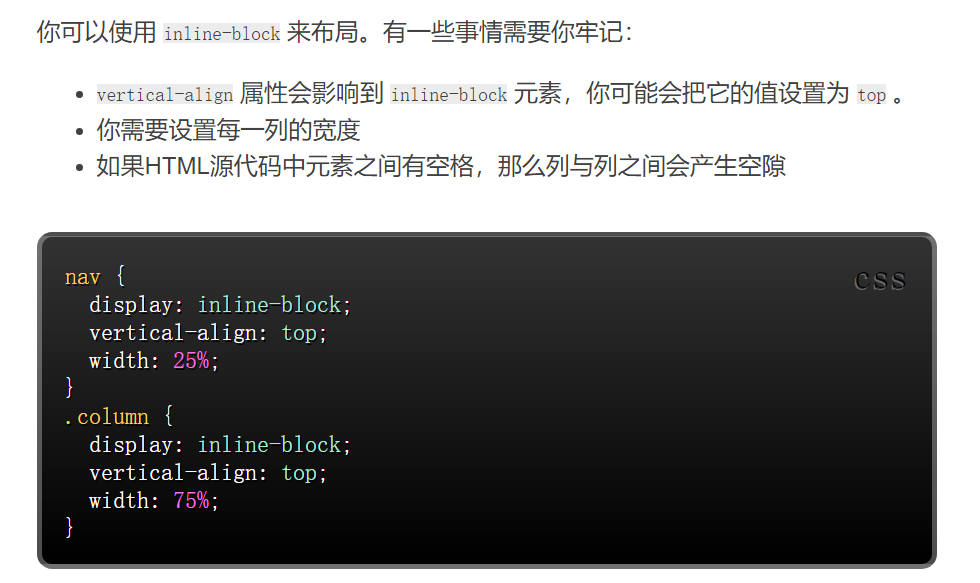 你可以使用 inline-block 来布局。有一些事情需要你牢记：
• vertical-align 属性会影响到 inline-block 元素，你可能会把它的值设置为 top 。
• 你需要设置每一列的宽度
• 如果HTML源代码中元素之间有空格，那么列与列之间会产生空隙
css
nav {
  display: inline-block;
  vertical-align: top;
  width: 25%;
}
.column {
  display: inline-block;
  vertical-align: top;
  width: 75%;
}